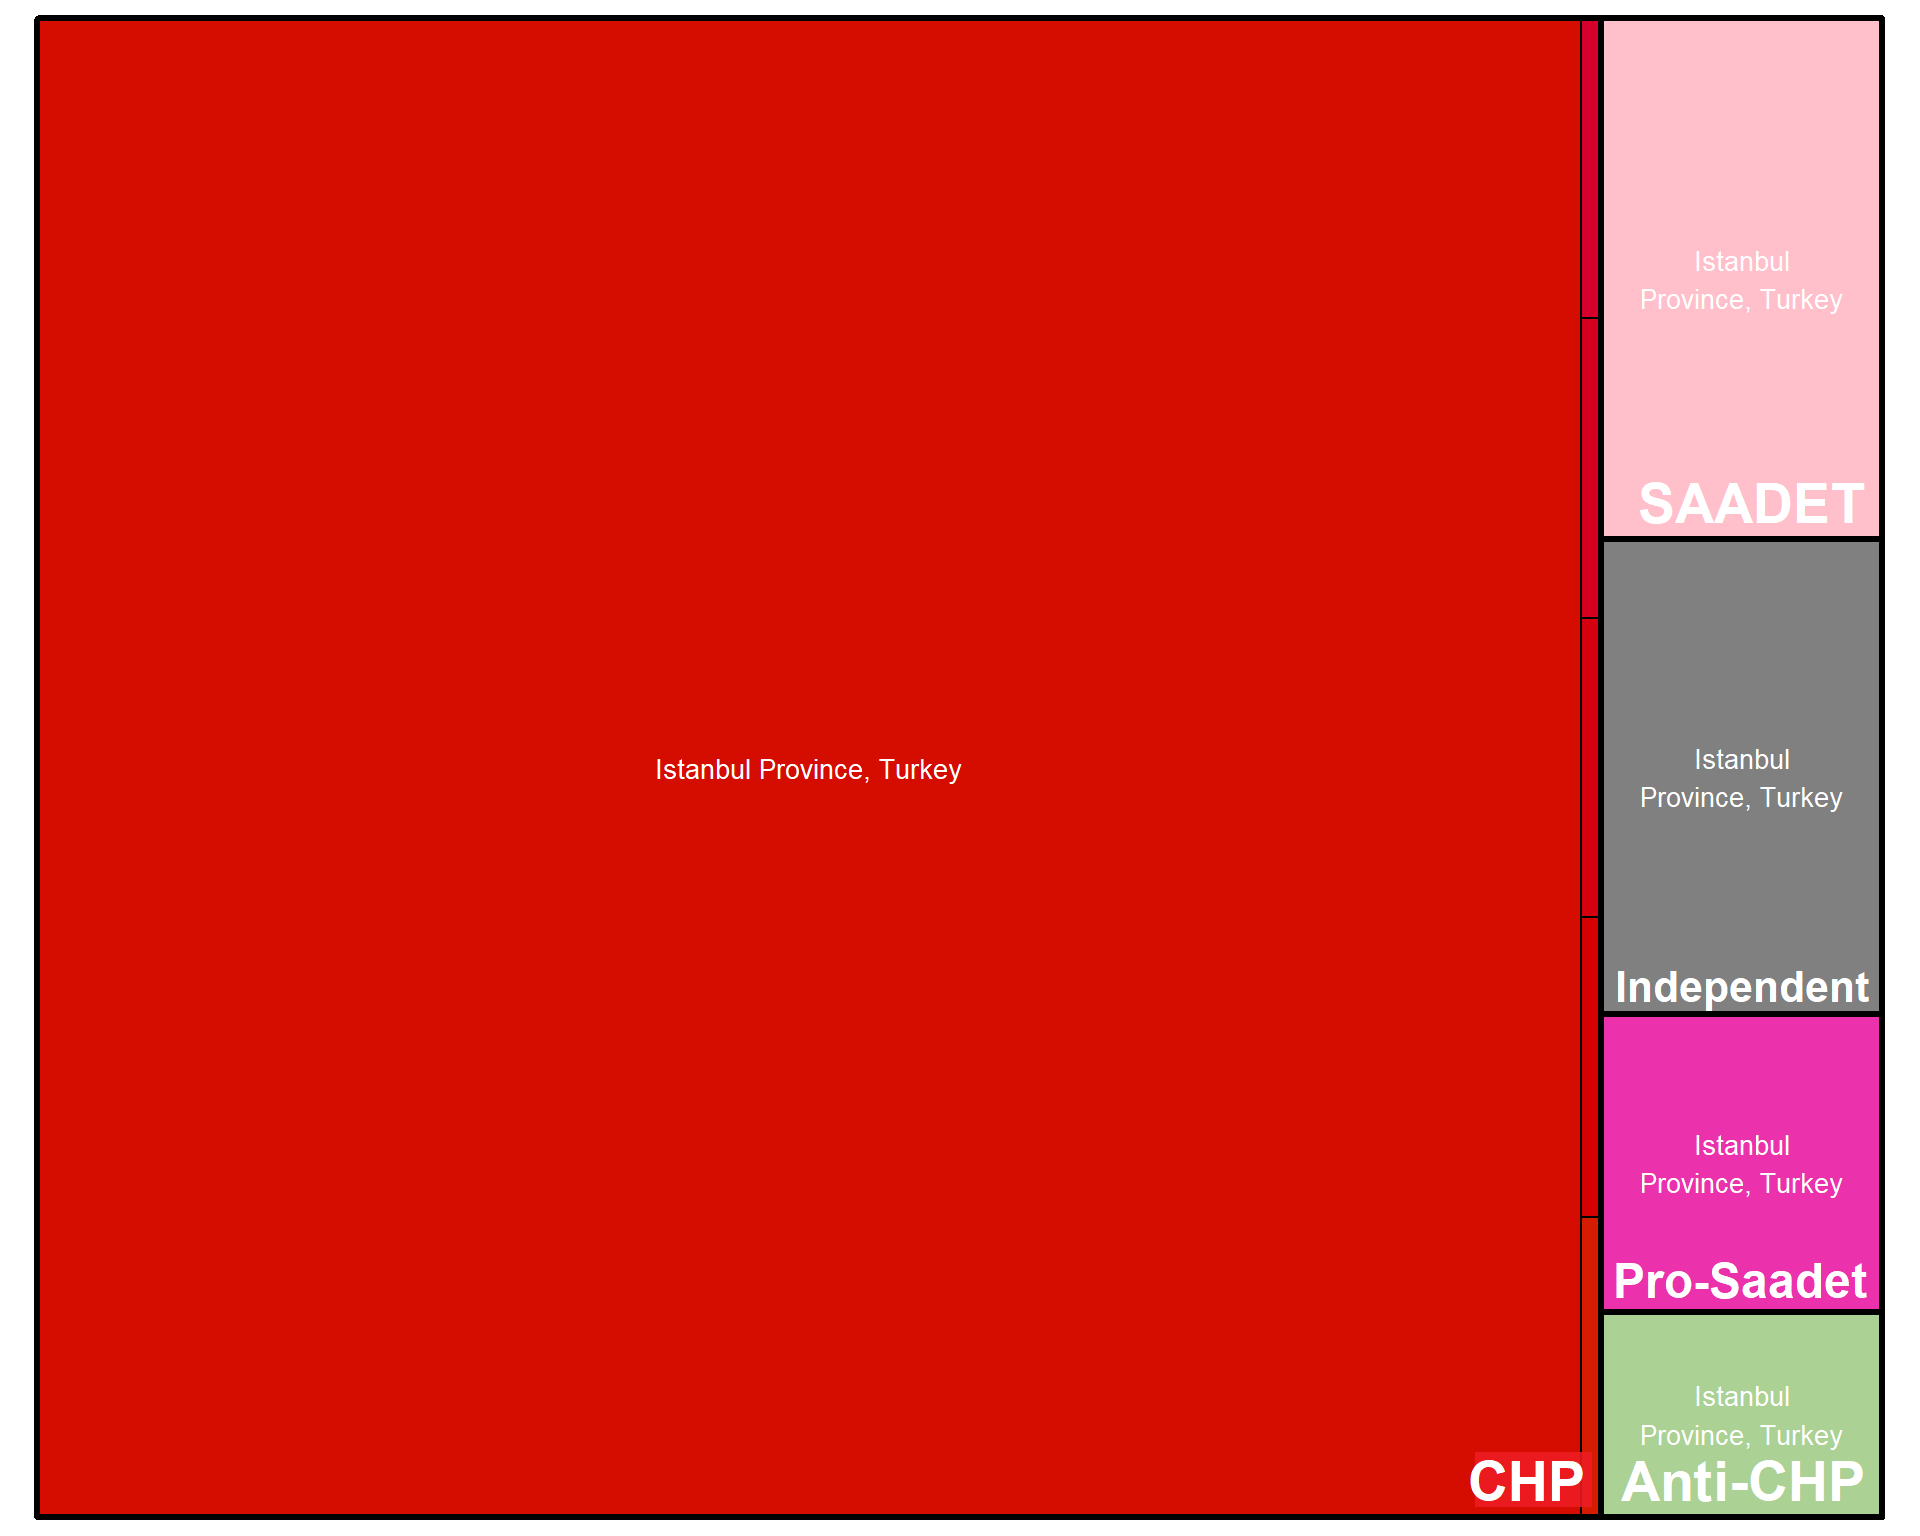 Istanbul Province, Turkey
CHP
Istanbul
Province, Turkey
SAADET
Istanbul
Province, Turkey
Independent
Istanbul
Province, Turkey
Pro-Saadet
Istanbul
Province, Turkey
Anti-CHP